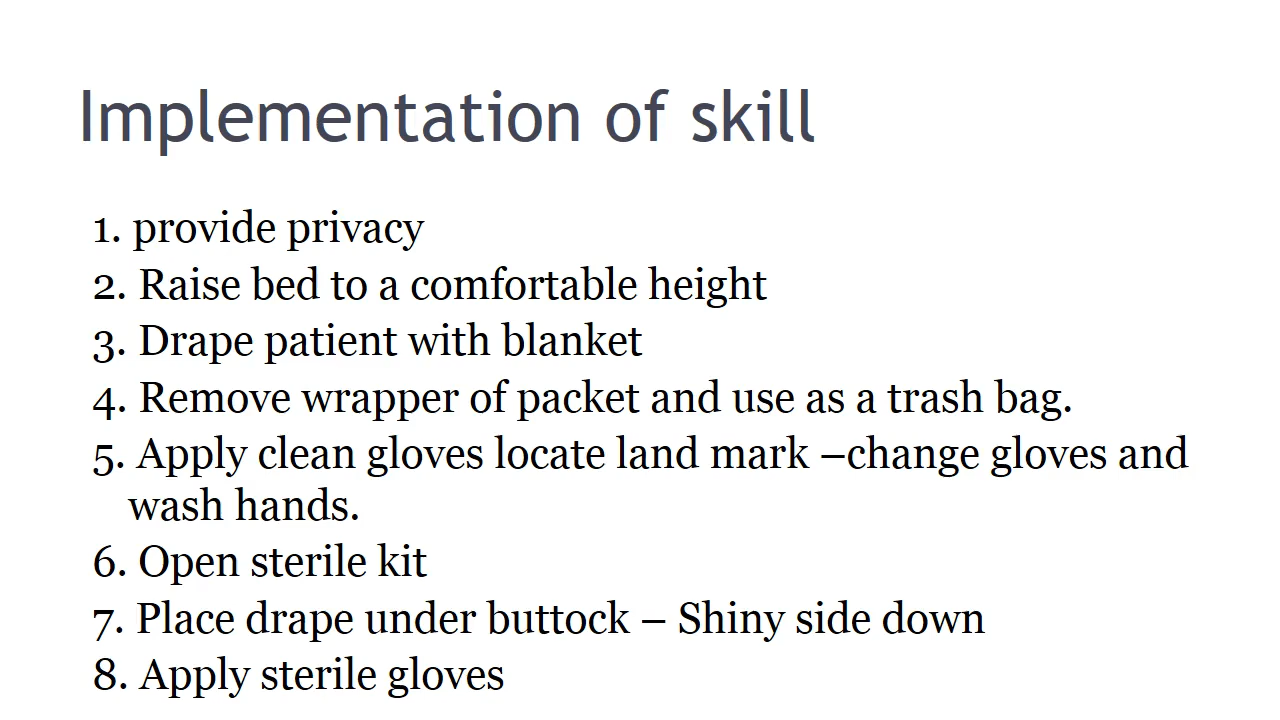 Implementation of skill
1. provide privacy
2. Raise bed to a comfortable height
3. Drape patient with blanket
4. Remove wrapper of packet and use as a trash bag.
5. Apply clean gloves locate land mark –change gloves and
wash hands.
6. Open sterile kit
7. Place drape under buttock – Shiny side down
8. Apply sterile gloves